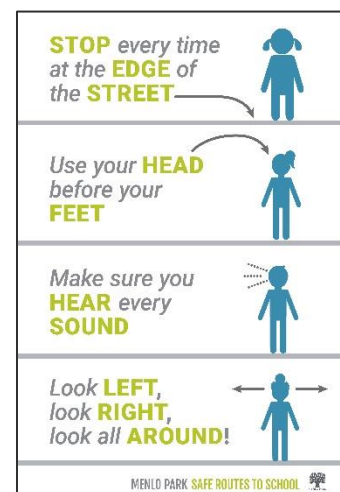 STOP every time
at the EDGE of
the STREET
Use your HEAD
before your
FEET
Make sure you
HEAR every
SOUND
Look LEFT,
look RIGHT,
look all AROUND!
MENLO PARK SAFE ROUTES TO SCHOOL